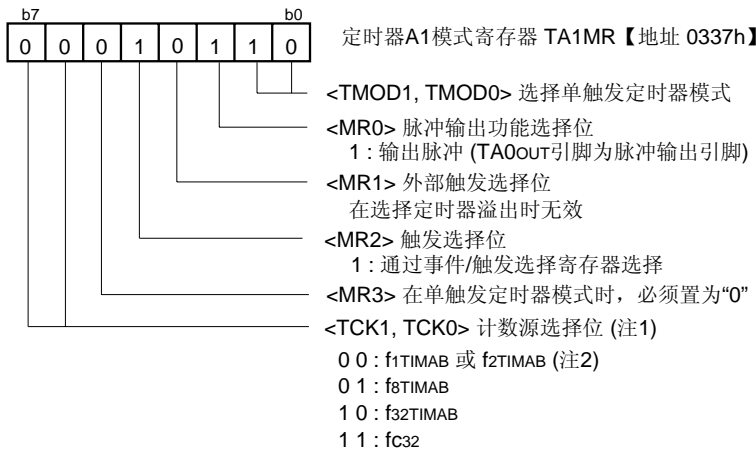 b7 b0
0 0 0 1 0 1 1 0
定时器A1模式寄存器 TA1MR【地址 0337h】
<TMOD1, TMOD0> 选择单触发定时器模式
<MR0> 脉冲输出功能选择位
1 : 输出脉冲 (TA0OUT引脚为脉冲输出引脚)
<MR1> 外部触发选择位
在选择定时器溢出时无效
<MR2> 触发选择位
1 : 通过事件/触发选择寄存器选择
<MR3> 在单触发定时器模式时，必须置为“0”
<TCK1, TCK0> 计数源选择位 (注1)
0 0 : f1TIMAB 或 f2TIMAB (注2)
0 1 : f8TIMAB
1 0 : f32TIMAB
1 1 : fC32